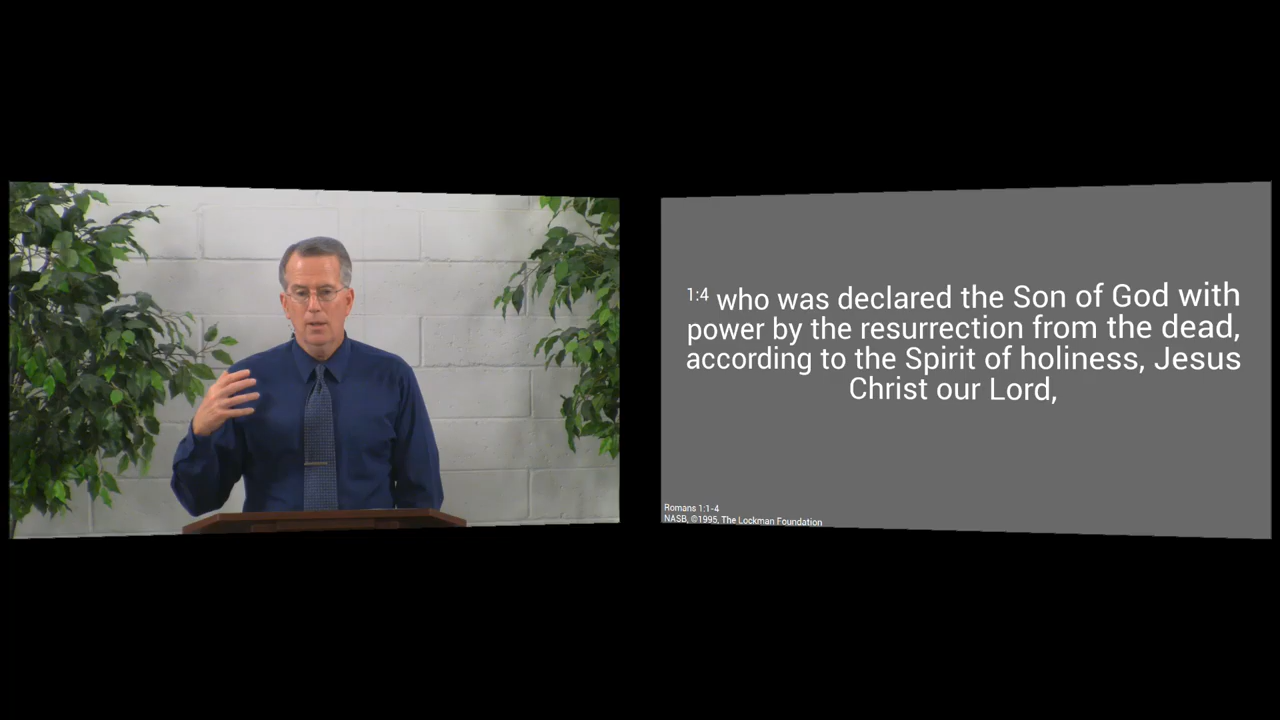 1:4 who was declared the Son of God with
power by the resurrection from the dead,
according to the Spirit of holiness, Jesus
Christ our Lord,
Romans 1:1-4
NASB, ©1995, The Lockman Foundation